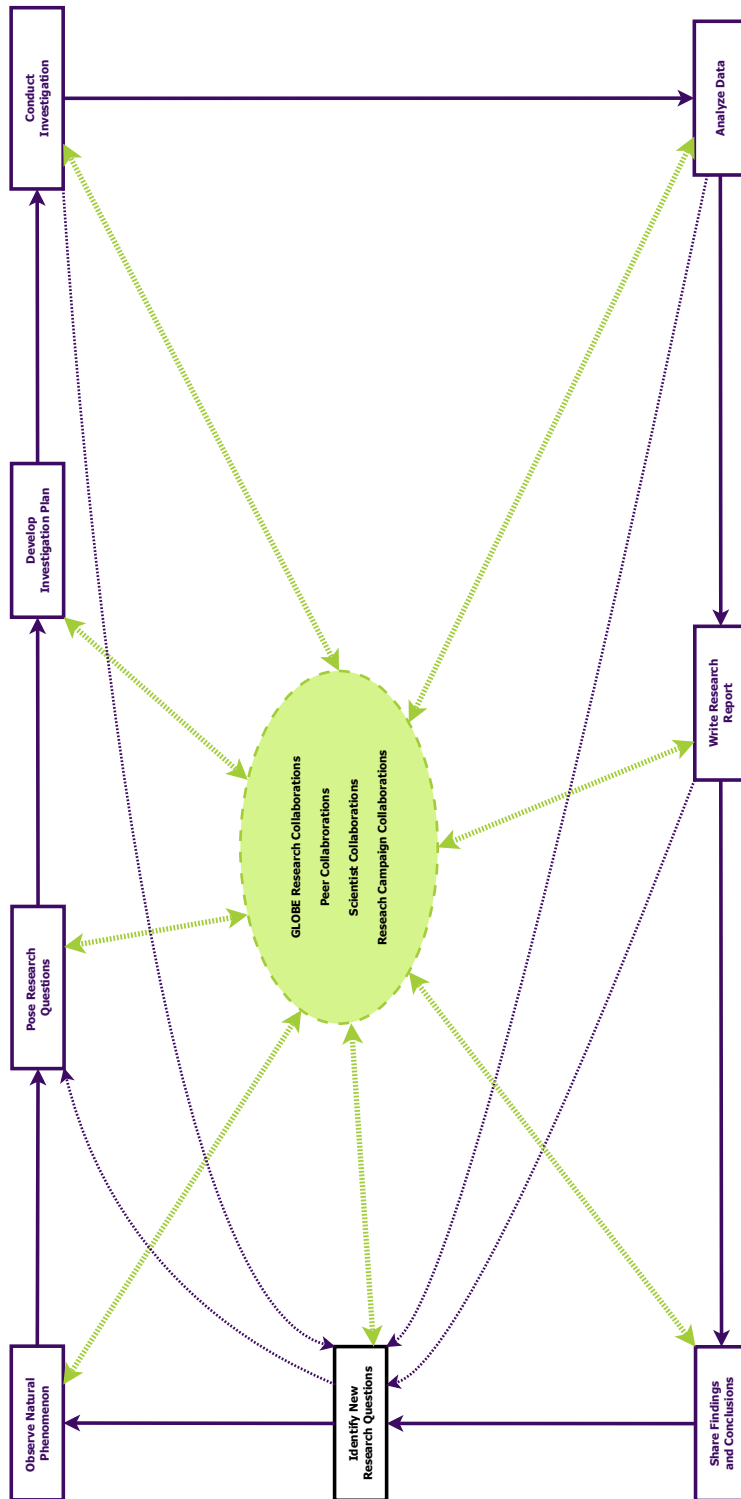 Observe Natural
Phenomenon
Pose Research
Questions
Develop
Investigation Plan
Conduct
Investigation
Identify New
Research Questions
GLOBE Research Collaborations
Peer Collabrorations
Scientist Collaborations
Reseach Campaign Collaborations
Share Findings
and Conclusions
Write Research
Report
Analyze Data